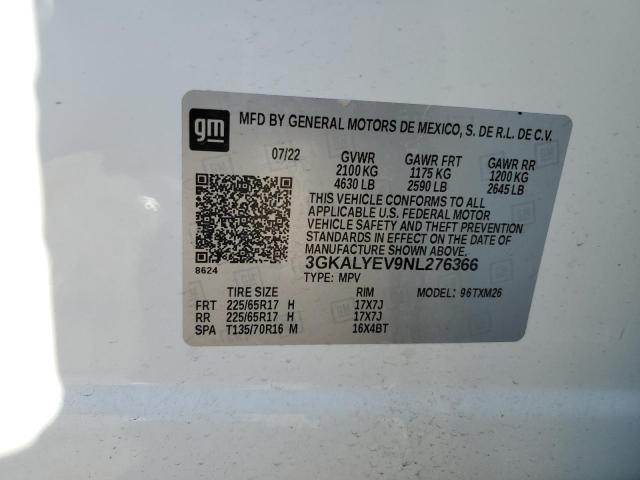 gm
MFD BY GENERAL MOTORS DE MEXICO, S. DE R.L. DE C.V.
07/22 GVWR GAWR FRT GAWR RR
2100 KG 1175 KG 1200 KG
4630 LB 2590 LB 2645 LB
THIS VEHICLE CONFORMS TO ALL
APPLICABLE U.S. FEDERAL MOTOR
VEHICLE SAFETY AND THEFT PREVENTION
STANDARDS IN EFFECT ON THE DATE OF
MANUFACTURE SHOWN ABOVE.
8624 3GKALYEV9NL276366
TYPE: MPV
TIRE SIZE RIM MODEL: 96TXM26
FRT 225/65R17 H 17X7J
RR 225/65R17 H 17X7J
SPA T135/70R16 M 16X4BT